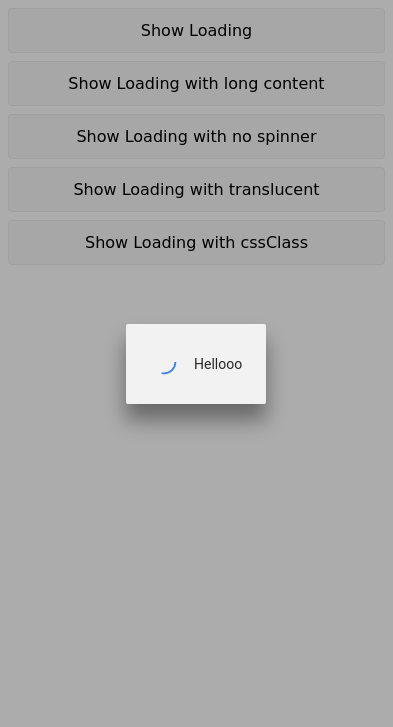 Show Loading
Show Loading with long content
Show Loading with no spinner
Show Loading with translucent
Show Loading with cssClass
Hellooo